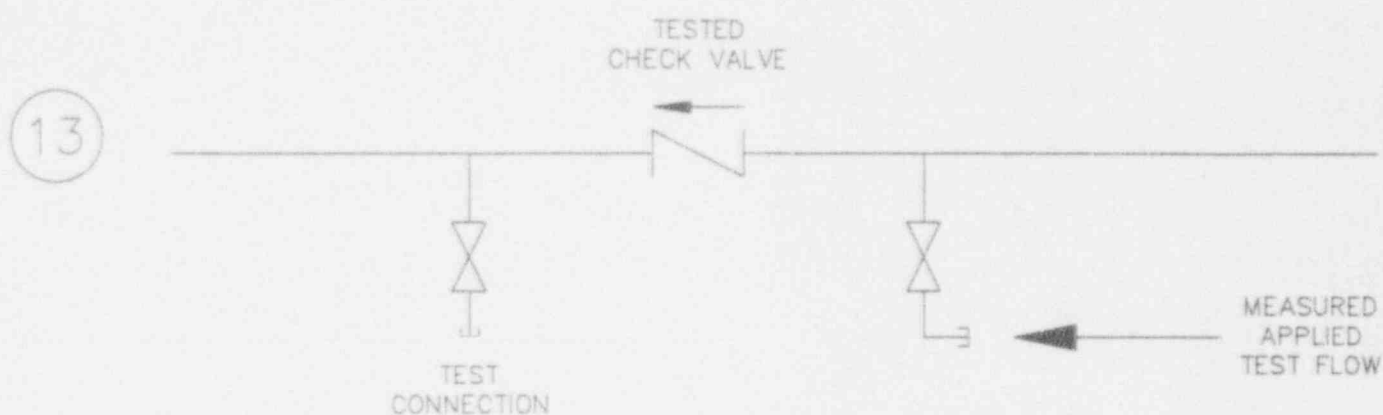 TESTED
CHECK VALVE
13
MEASURED
APPLIED
TEST FLOW
TEST
CONNECTION